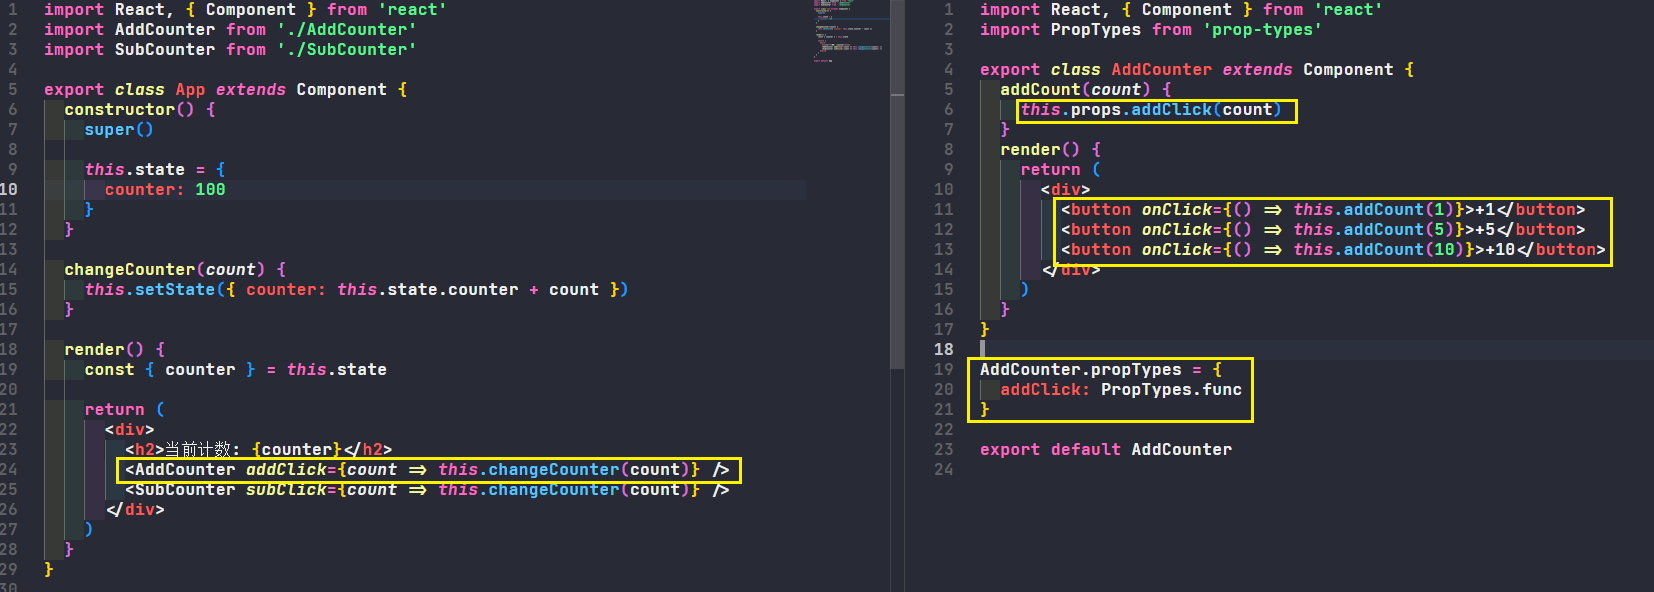 1 import React, { Component } from 'react'
2 import AddCounter from './AddCounter'
3 import SubCounter from './SubCounter'
4
5 export class App extends Component {
6 constructor() {
7 super()
8
9 this.state = {
10 counter: 100
11 }
12 }
13
14 changeCounter(count) {
15 this.setState({ counter: this.state.counter + count })
16 }
17
18 render() {
19 const { counter } = this.state
20
21 return (
22 <div>
23 <h2>当前计数: {counter}</h2>
24 <AddCounter addClick={count => this.changeCounter(count)} />
25 <SubCounter subClick={count => this.changeCounter(count)} />
26 </div>
27 )
28 }
29 }
30
1 import React, { Component } from 'react'
2 import PropTypes from 'prop-types'
3
4 export class AddCounter extends Component {
5 addCount(count) {
6 this.props.addClick(count)
7 }
8 render() {
9 return (
10 <div>
11 <button onClick={() => this.addCount(1)}>+1</button>
12 <button onClick={() => this.addCount(5)}>+5</button>
13 <button onClick={() => this.addCount(10)}>+10</button>
14 </div>
15 )
16 }
17 }
18
19 AddCounter.propTypes = {
20 addClick: PropTypes.func
21 }
22
23 export default AddCounter
24